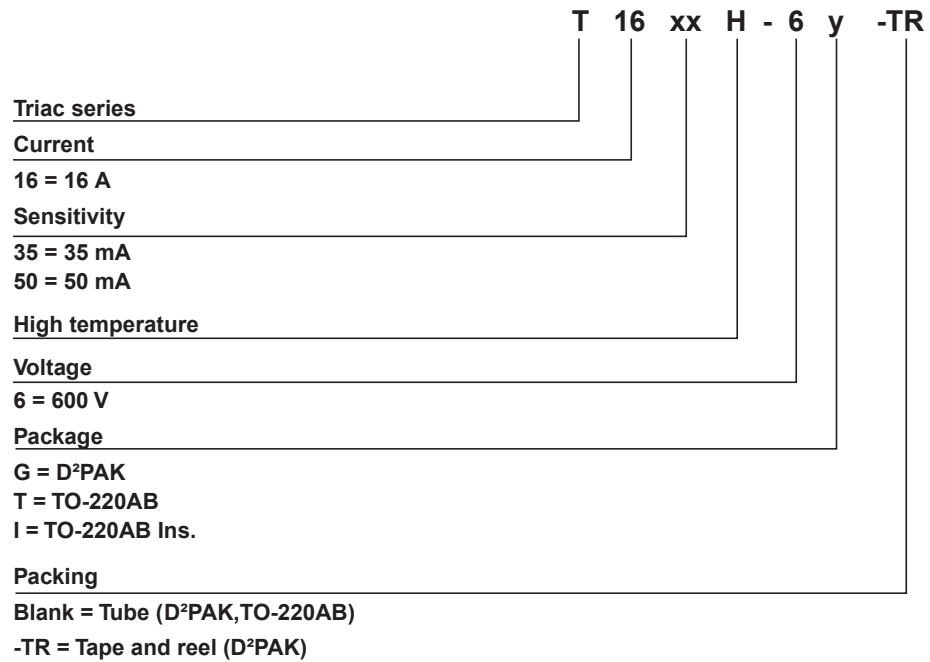 T 16 xx H - 6 y -TR
Triac series
Current
16 = 16 A
Sensitivity
35 = 35 mA
50 = 50 mA
High temperature
Voltage
6 = 600 V
Package
G = D²PAK
T = TO-220AB
I = TO-220AB Ins.
Packing
Blank = Tube (D²PAK,TO-220AB)
-TR = Tape and reel (D²PAK)